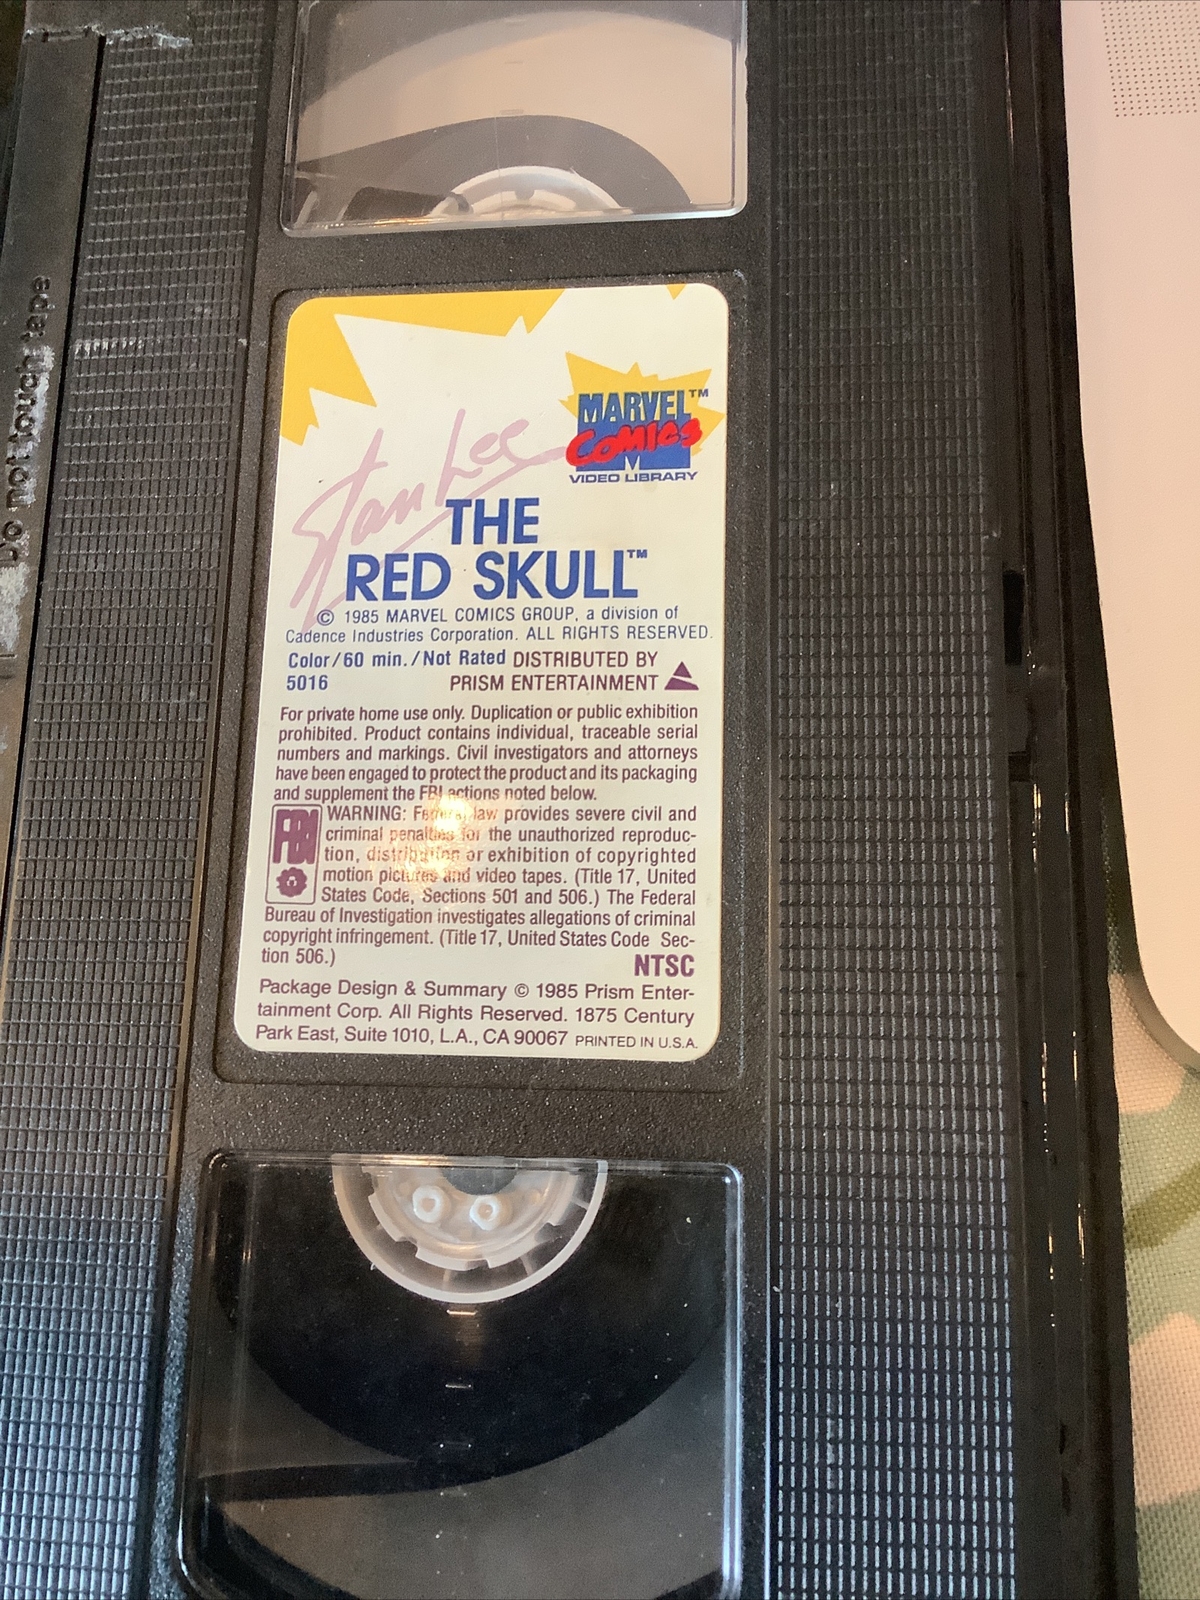 Do not touch tape
MARVEL™
COMICS
VIDEO LIBRARY
Stan Lee
THE
RED SKULL™
© 1985 MARVEL COMICS GROUP, a division of
Cadence Industries Corporation. ALL RIGHTS RESERVED.
Color/60 min./Not Rated DISTRIBUTED BY
5016 PRISM ENTERTAINMENT
For private home use only. Duplication or public exhibition
prohibited. Product contains individual, traceable serial
numbers and markings. Civil investigators and attorneys
have been engaged to protect the product and its packaging
and supplement the FBI actions noted below.
FBI
WARNING: Federal law provides severe civil and
criminal penalties for the unauthorized reproduc-
tion, distribution or exhibition of copyrighted
motion pictures and video tapes. (Title 17, United
States Code, Sections 501 and 506.) The Federal
Bureau of Investigation investigates allegations of criminal
copyright infringement. (Title 17, United States Code Sec-
tion 506.)
NTSC
Package Design & Summary © 1985 Prism Enter-
tainment Corp. All Rights Reserved. 1875 Century
Park East, Suite 1010, L.A., CA 90067 PRINTED IN U.S.A.